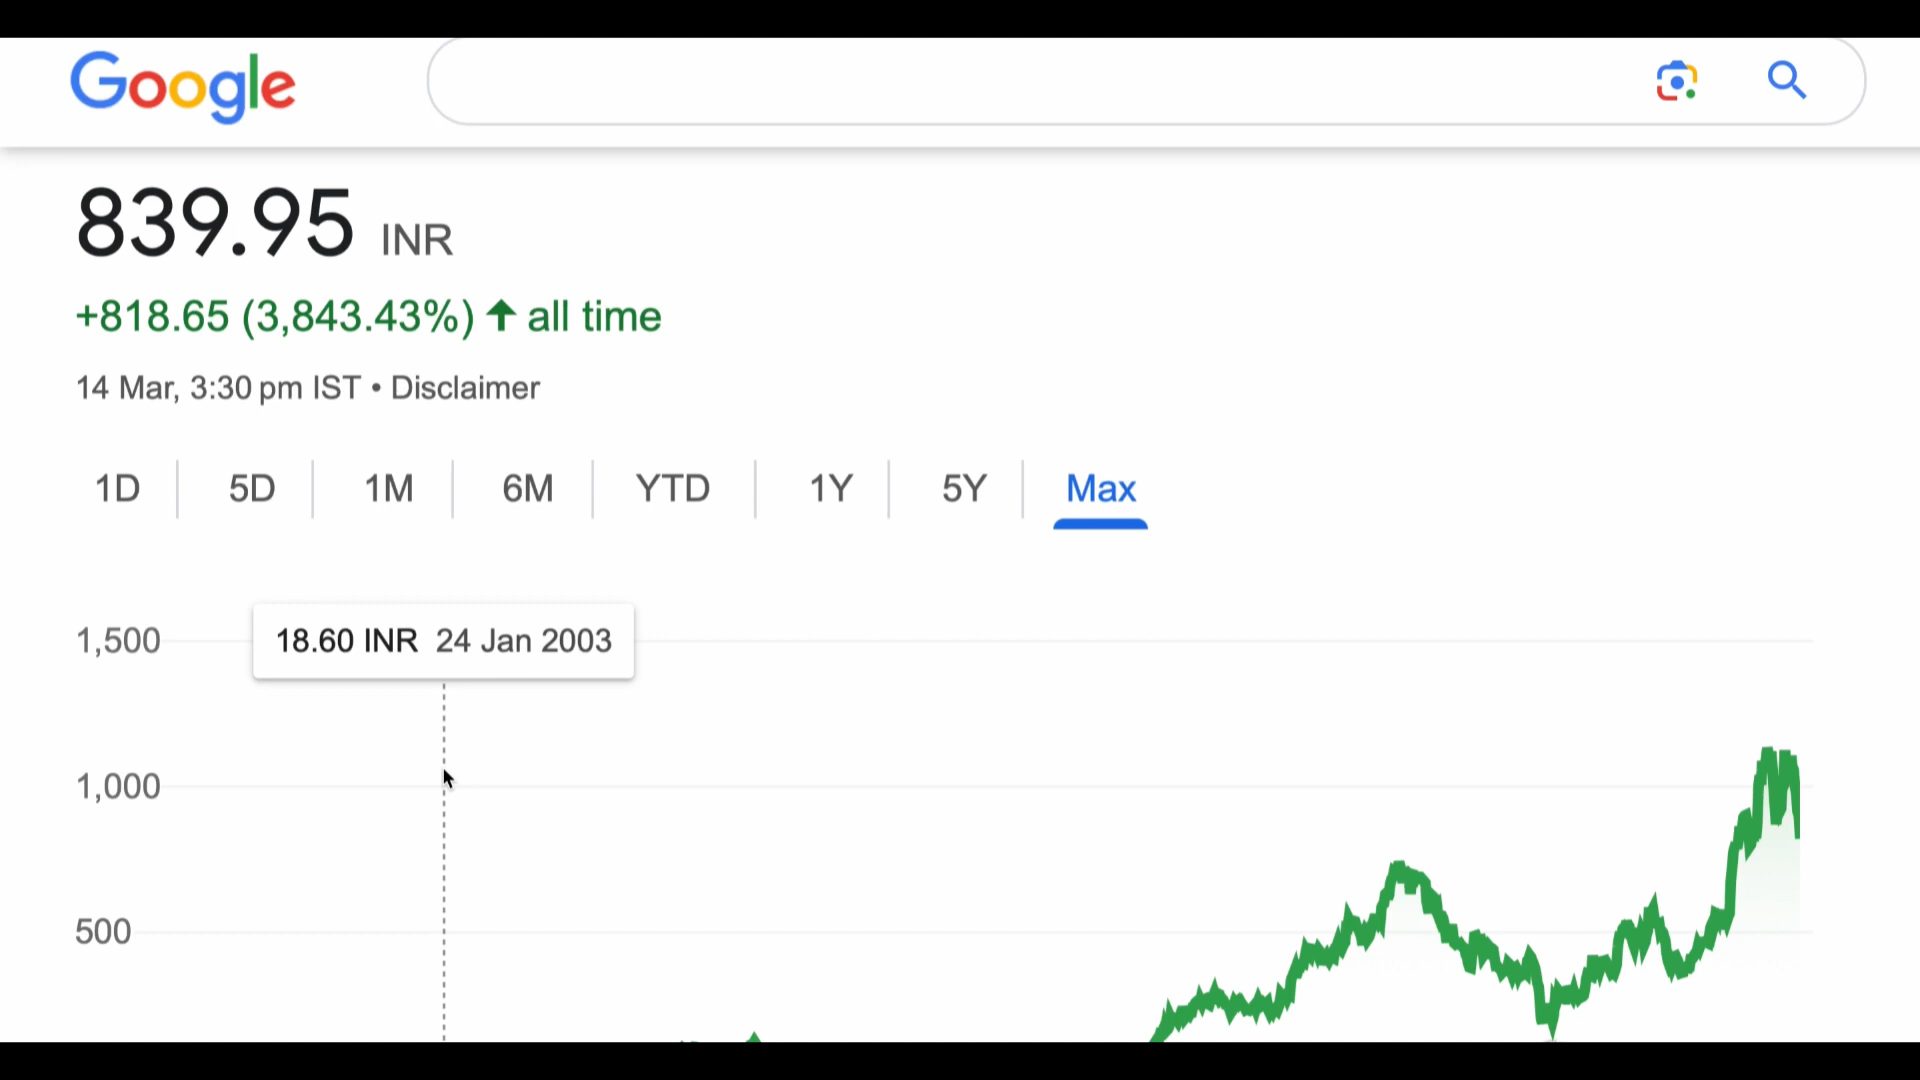 Google
839.95 INR
+818.65 (3,843.43%) ↑ all time
14 Mar, 3:30 pm IST • Disclaimer
1D 5D 1M 6M YTD 1Y 5Y Max
18.60 INR 24 Jan 2003
1,500
1,000
500